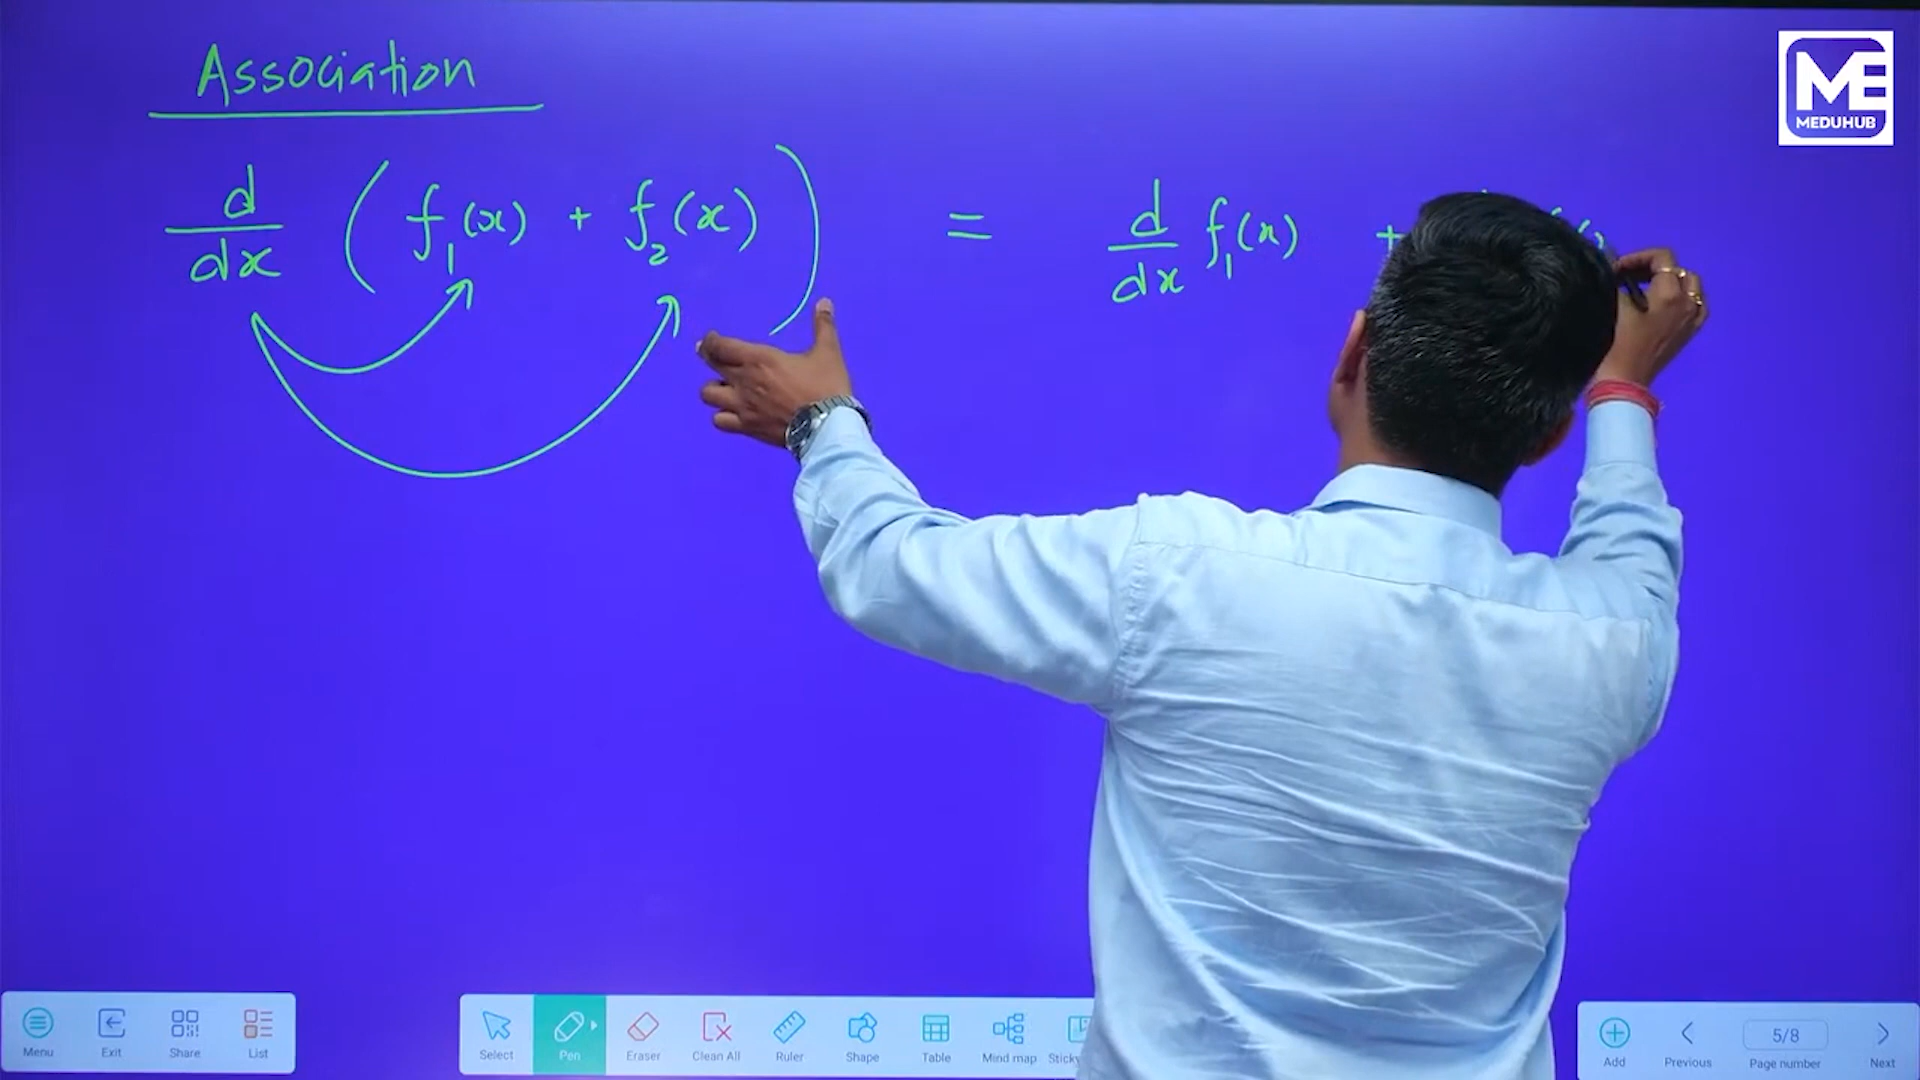 Association
ME
MEDUHUB
d/dx ( f₁(x) + f₂(x) ) = d/dx f₁(x) +
Menu Exit Share List
Select Pen Eraser Clean All Ruler Shape Table Mind map Sticky
Add Previous 5/8 Page number Next